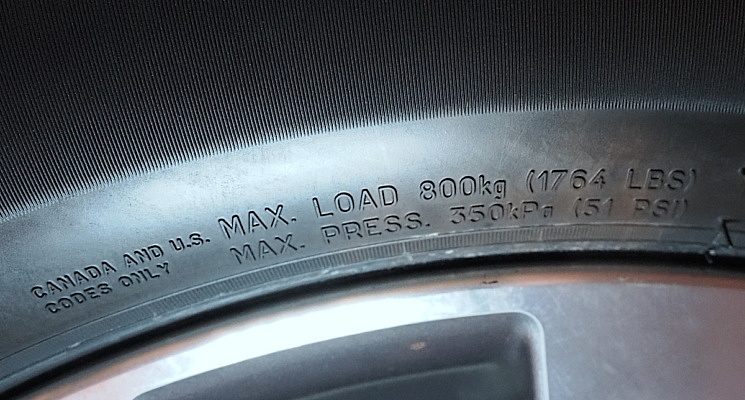 CANADA AND U.S. CODES ONLY
MAX. LOAD 800kg (1764 LBS)
MAX. PRESS. 350kPa (51 PSI)